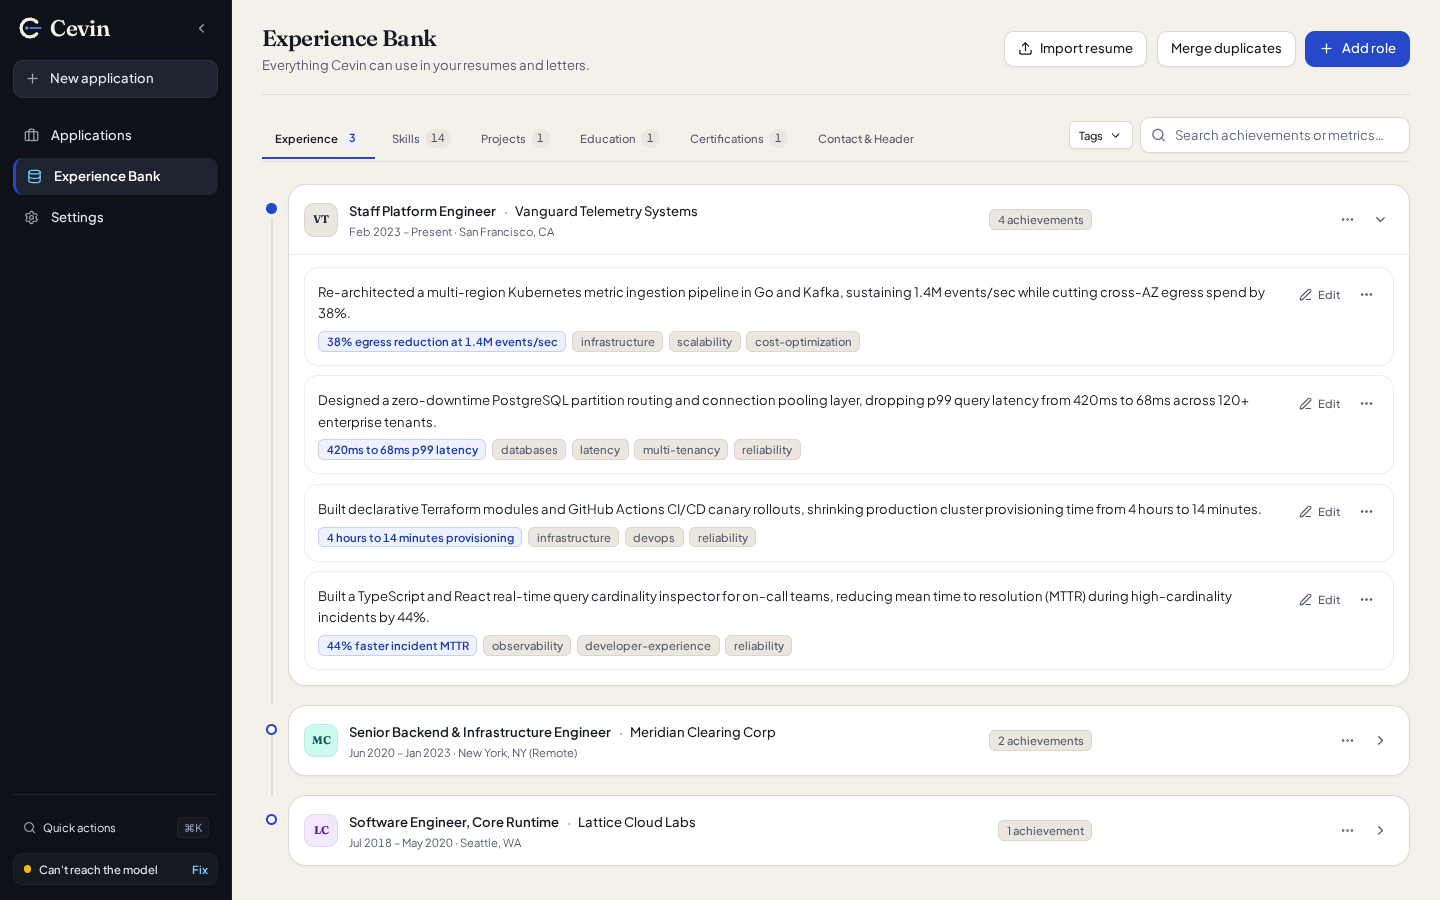 Cevin
New application
Applications
Experience Bank
Settings
Quick actions
⌘K
Can't reach the model
Fix
Experience Bank
Everything Cevin can use in your resumes and letters.
Import resume
Merge duplicates
Add role
Experience 3
Skills 14
Projects 1
Education 1
Certifications 1
Contact & Header
Tags
Search achievements or metrics...
VT
Staff Platform Engineer · Vanguard Telemetry Systems
Feb 2023 – Present · San Francisco, CA
4 achievements
Re-architected a multi-region Kubernetes metric ingestion pipeline in Go and Kafka, sustaining 1.4M events/sec while cutting cross-AZ egress spend by
38%.
Edit
38% egress reduction at 1.4M events/sec
infrastructure
scalability
cost-optimization
Designed a zero-downtime PostgreSQL partition routing and connection pooling layer, dropping p99 query latency from 420ms to 68ms across 120+
enterprise tenants.
Edit
420ms to 68ms p99 latency
databases
latency
multi-tenancy
reliability
Built declarative Terraform modules and GitHub Actions CI/CD canary rollouts, shrinking production cluster provisioning time from 4 hours to 14 minutes.
Edit
4 hours to 14 minutes provisioning
infrastructure
devops
reliability
Built a TypeScript and React real-time query cardinality inspector for on-call teams, reducing mean time to resolution (MTTR) during high-cardinality
incidents by 44%.
Edit
44% faster incident MTTR
observability
developer-experience
reliability
MC
Senior Backend & Infrastructure Engineer · Meridian Clearing Corp
Jun 2020 – Jan 2023 · New York, NY (Remote)
2 achievements
LC
Software Engineer, Core Runtime · Lattice Cloud Labs
Jul 2018 – May 2020 · Seattle, WA
1 achievement